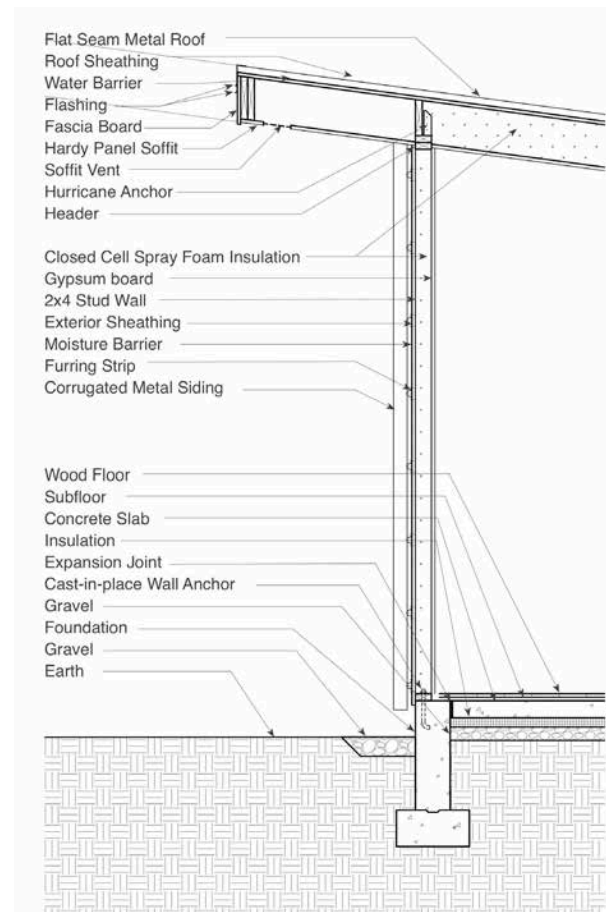 Flat Seam Metal Roof
Roof Sheathing
Water Barrier
Flashing
Fascia Board
Hardy Panel Soffit
Soffit Vent
Hurricane Anchor
Header
Closed Cell Spray Foam Insulation
Gypsum board
2x4 Stud Wall
Exterior Sheathing
Moisture Barrier
Furring Strip
Corrugated Metal Siding
Wood Floor
Subfloor
Concrete Slab
Insulation
Expansion Joint
Cast-in-place Wall Anchor
Gravel
Foundation
Gravel
Earth